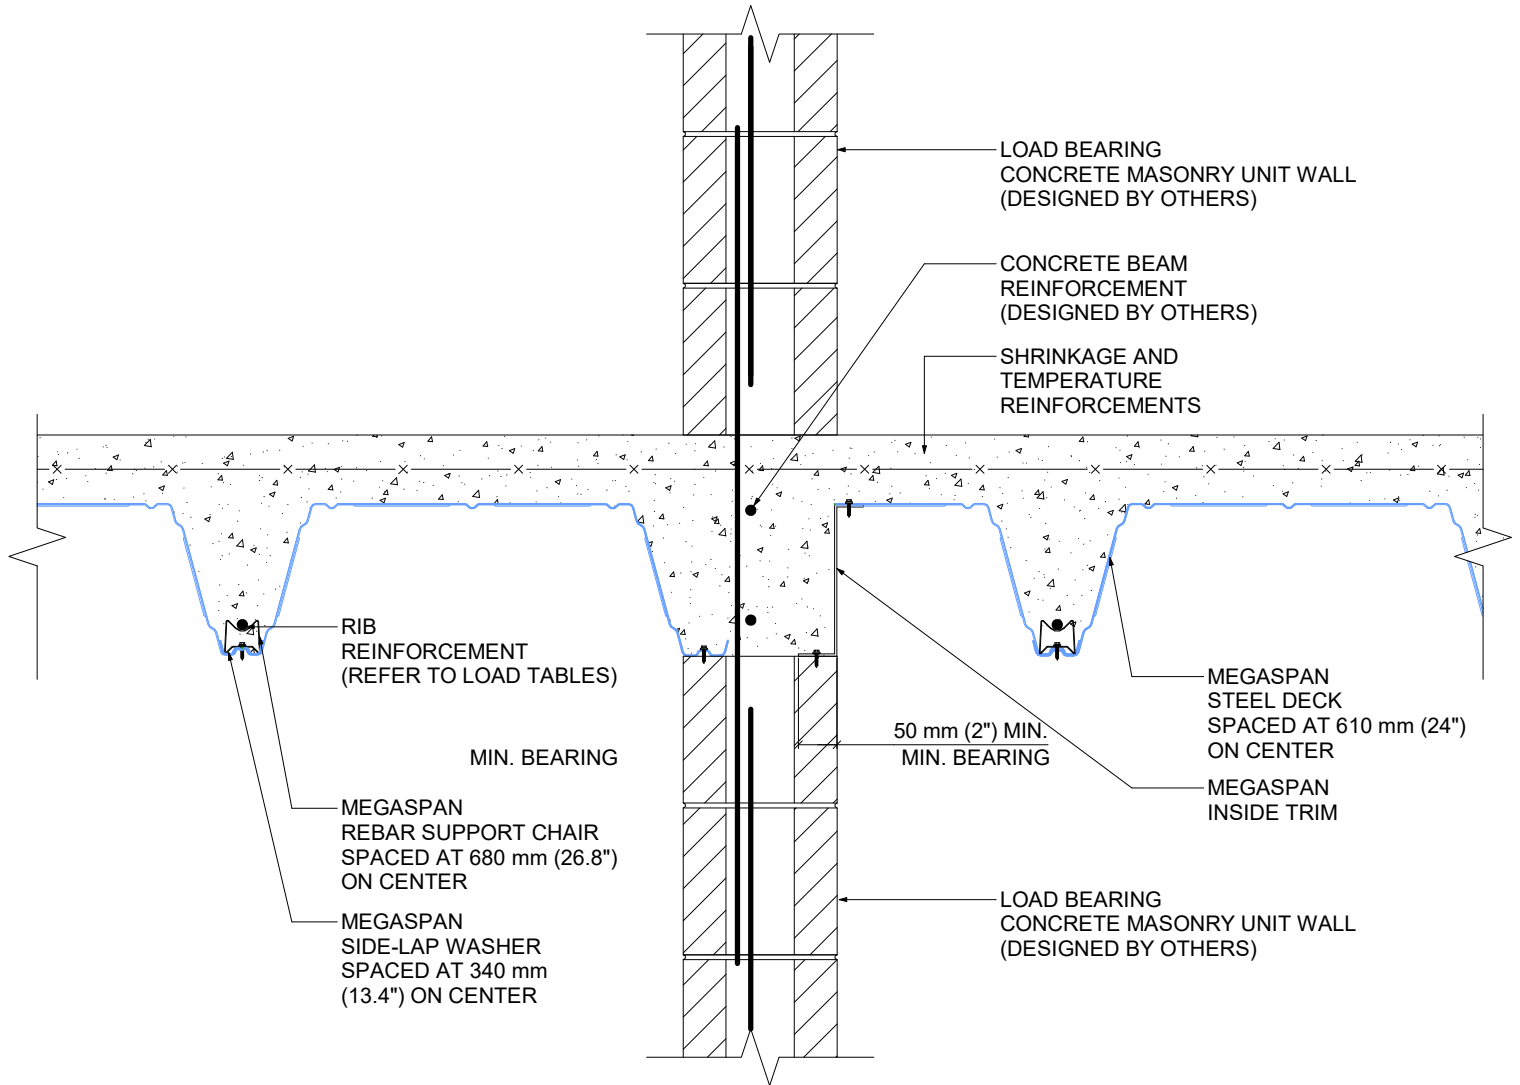 LOAD BEARING
CONCRETE MASONRY UNIT WALL
(DESIGNED BY OTHERS)
CONCRETE BEAM
REINFORCEMENT
(DESIGNED BY OTHERS)
SHRINKAGE AND
TEMPERATURE
REINFORCEMENTS
RIB
REINFORCEMENT
(REFER TO LOAD TABLES)
MIN. BEARING
MEGASPAN
REBAR SUPPORT CHAIR
SPACED AT 680 mm (26.8")
ON CENTER
MEGASPAN
SIDE-LAP WASHER
SPACED AT 340 mm
(13.4") ON CENTER
50 mm (2") MIN.
MIN. BEARING
MEGASPAN
STEEL DECK
SPACED AT 610 mm (24")
ON CENTER
MEGASPAN
INSIDE TRIM
LOAD BEARING
CONCRETE MASONRY UNIT WALL
(DESIGNED BY OTHERS)